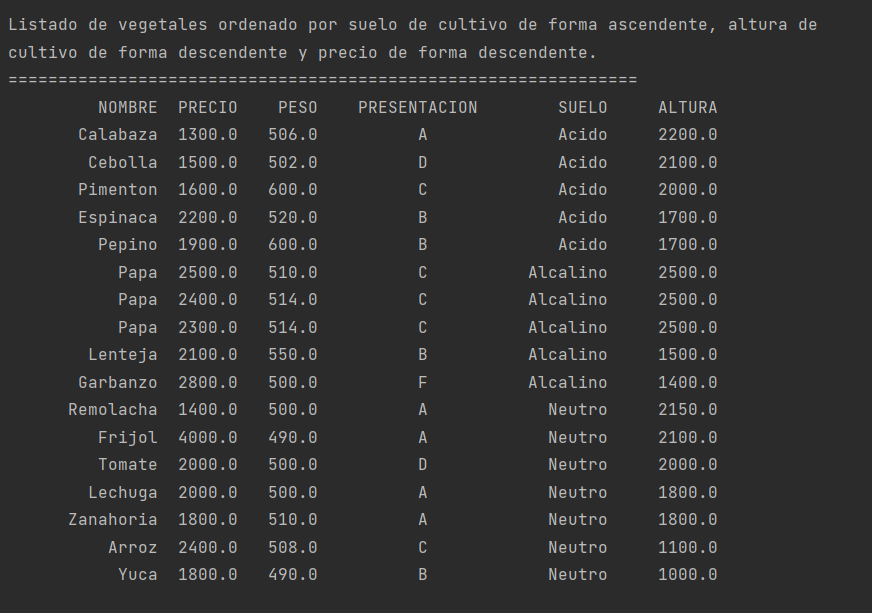 Listado de vegetales ordenado por suelo de cultivo de forma ascendente, altura de
cultivo de forma descendente y precio de forma descendente.
===============================================================
NOMBRE PRECIO PESO PRESENTACION SUELO ALTURA
Calabaza 1300.0 506.0 A Acido 2200.0
Cebolla 1500.0 502.0 D Acido 2100.0
Pimenton 1600.0 600.0 C Acido 2000.0
Espinaca 2200.0 520.0 B Acido 1700.0
Pepino 1900.0 600.0 B Acido 1700.0
Papa 2500.0 510.0 C Alcalino 2500.0
Papa 2400.0 514.0 C Alcalino 2500.0
Papa 2300.0 514.0 C Alcalino 2500.0
Lenteja 2100.0 550.0 B Alcalino 1500.0
Garbanzo 2800.0 500.0 F Alcalino 1400.0
Remolacha 1400.0 500.0 A Neutro 2150.0
Frijol 4000.0 490.0 A Neutro 2100.0
Tomate 2000.0 500.0 D Neutro 2000.0
Lechuga 2000.0 500.0 A Neutro 1800.0
Zanahoria 1800.0 510.0 A Neutro 1800.0
Arroz 2400.0 508.0 C Neutro 1100.0
Yuca 1800.0 490.0 B Neutro 1000.0